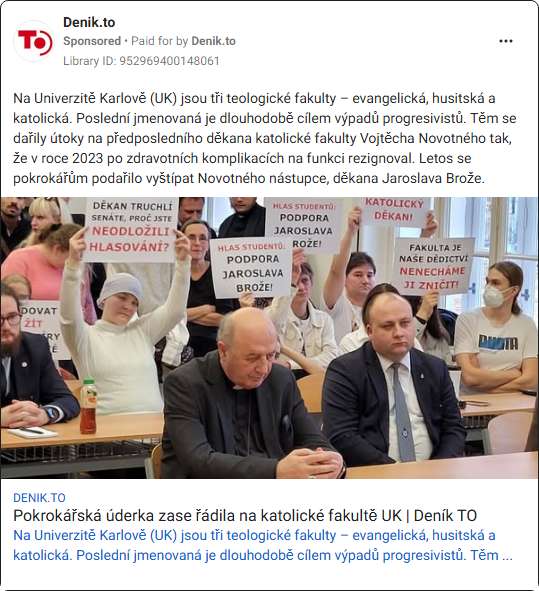 Denik.to
Sponsored • Paid for by Denik.to
Library ID: 952969400148061
TO
Na Univerzitě Karlově (UK) jsou tři teologické fakulty – evangelická, husitská a
katolická. Poslední jmenovaná je dlouhodobě cílem výpadů progresivistů. Těm se
dařily útoky na předposledního děkana katolické fakulty Vojtěcha Novotného tak,
že v roce 2023 po zdravotních komplikacích na funkci rezignoval. Letos se
pokrokářům podařilo vyštípat Novotného nástupce, děkana Jaroslava Brože.
DĚKAN TRUCHLÍ
SENÁTE, PROČ JSTE
NEODLOŽILI
HLASOVÁNÍ?
HLAS STUDENTŮ:
PODPORA
JAROSLAVA
BROŽE!
HLAS STUDENTŮ:
PODPORA
JAROSLAVA
BROŽE!
KATOLICKÝ
DĚKAN!
FAKULTA JE
NAŠE DĚDICTVÍ
NENECHÁME
JI ZNIČIT!
DOVAT
ŽÍT
DENIK.TO
Pokrokářská úderka zase řádila na katolické fakultě UK | Deník TO
Na Univerzitě Karlově (UK) jsou tři teologické fakulty – evangelická, husitská a
katolická. Poslední jmenovaná je dlouhodobě cílem výpadů progresivistů. Těm ...